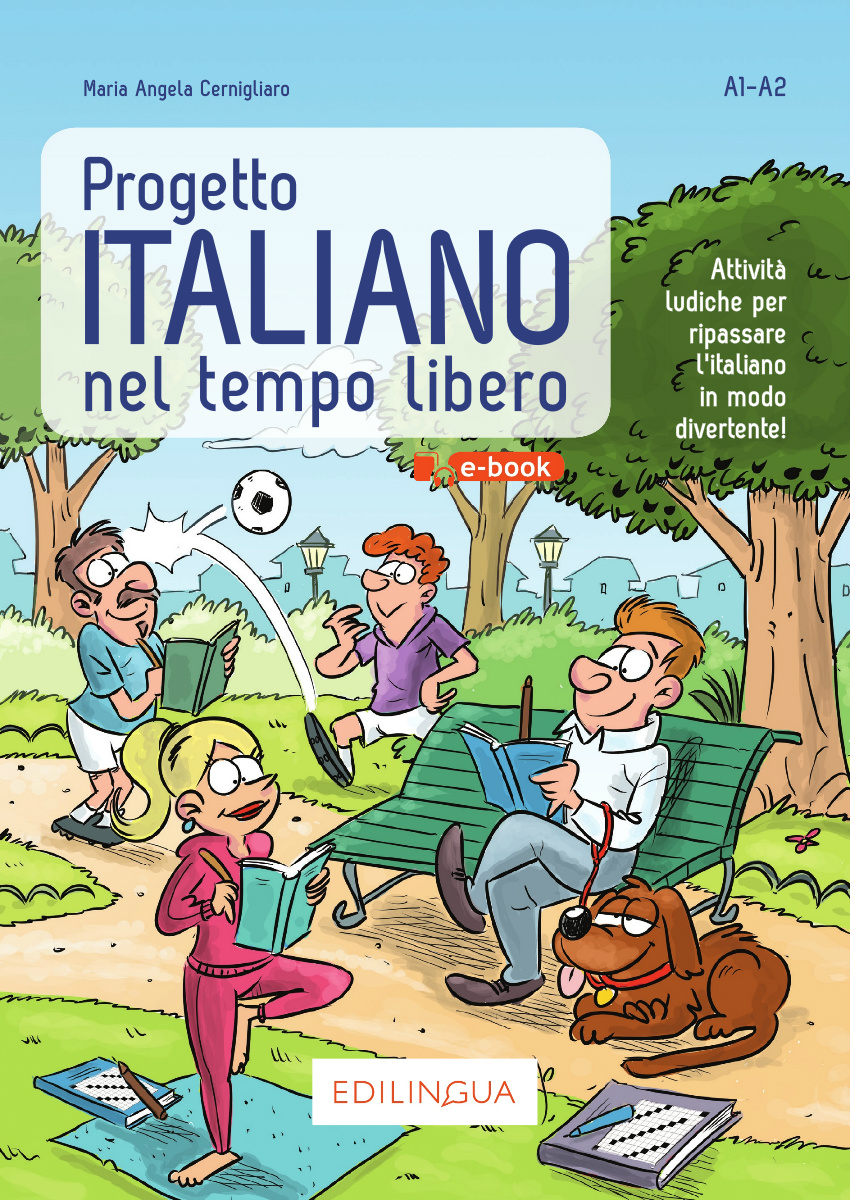 Maria Angela Cernigliaro
A1-A2
Progetto
ITALIANO
nel tempo libero
Attività
ludiche per
ripassare
l'italiano
in modo
divertente!
e-book
EDILINGUA